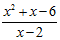 x² + x − 6
x − 2